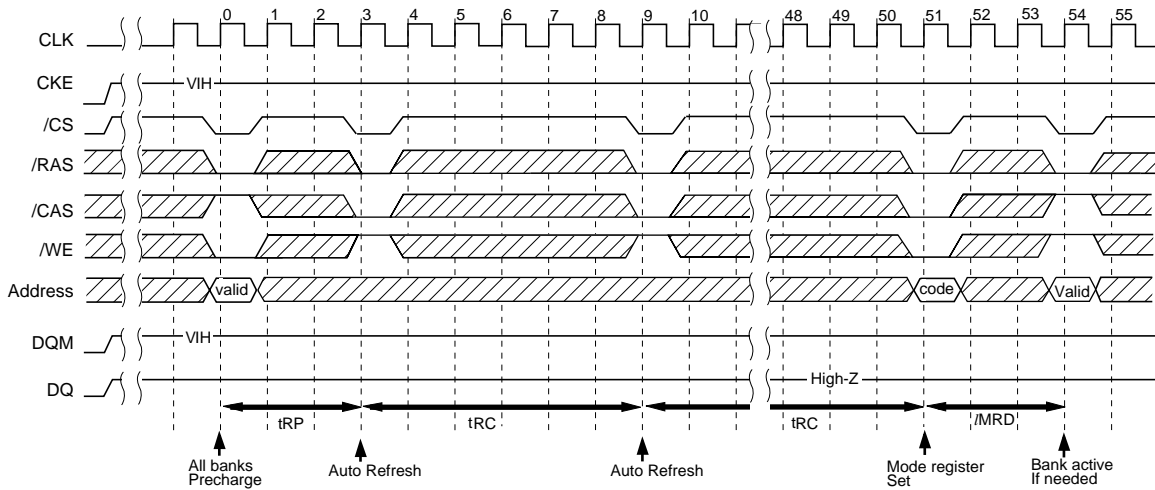 0 1 2 3 4 5 6 7 8 9 10 48 49 50 51 52 53 54 55
CLK
CKE VIH
/CS
/RAS
/CAS
/WE
Address valid code Valid
DQM VIH
DQ High-Z
tRP tRC tRC lMRD
All banks
Precharge
Auto Refresh
Auto Refresh
Mode register
Set
Bank active
If needed